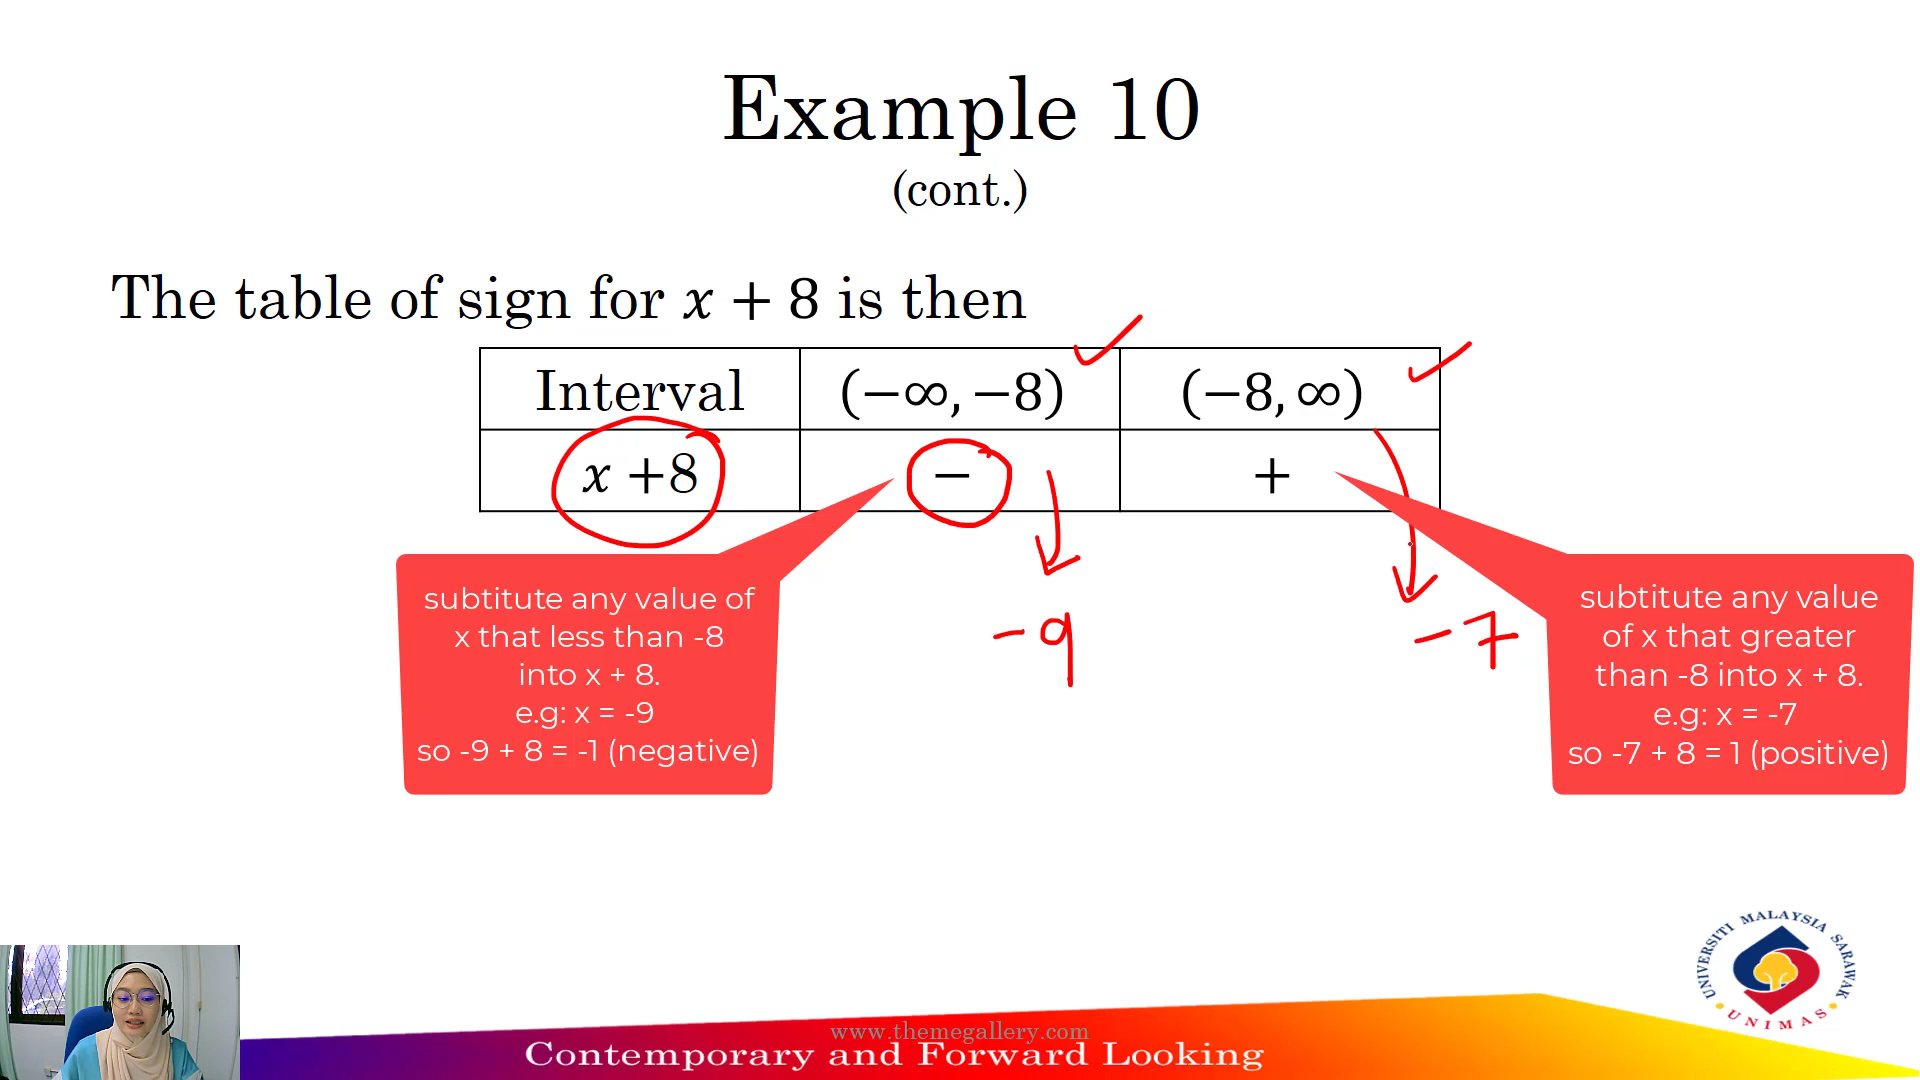 Example 10
(cont.)
The table of sign for x + 8 is then
Interval (−∞, −8) (−8, ∞)
x +8 − +
subtitute any value of
x that less than -8
into x + 8.
e.g: x = -9
so -9 + 8 = -1 (negative)
-9
-7
subtitute any value
of x that greater
than -8 into x + 8.
e.g: x = -7
so -7 + 8 = 1 (positive)
UNIVERSITI MALAYSIA SARAWAK
UNIMAS
www.themegallery.com
Contemporary and Forward Looking